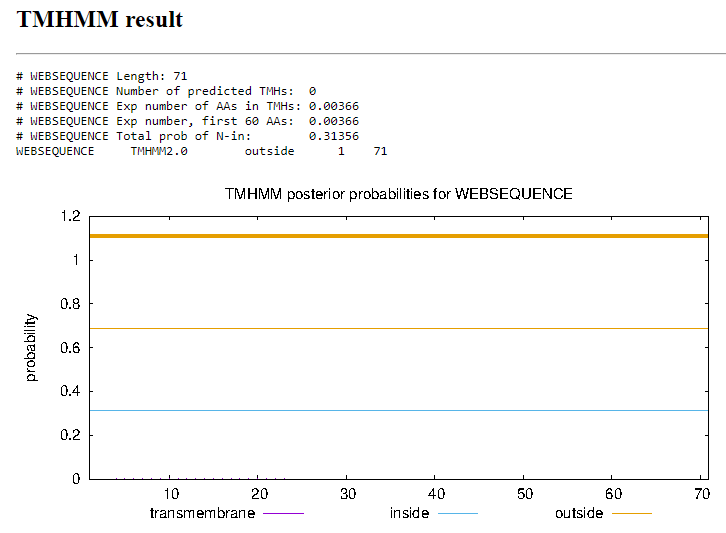 TMHMM result
# WEBSEQUENCE Length: 71
# WEBSEQUENCE Number of predicted TMHs:  0
# WEBSEQUENCE Exp number of AAs in TMHs: 0.00366
# WEBSEQUENCE Exp number, first 60 AAs:  0.00366
# WEBSEQUENCE Total prob of N-in:        0.31356
WEBSEQUENCE     TMHMM2.0        outside      1    71
TMHMM posterior probabilities for WEBSEQUENCE
1.2
1
0.8
0.6
0.4
0.2
0
probability
10 20 30 40 50 60 70
transmembrane inside outside